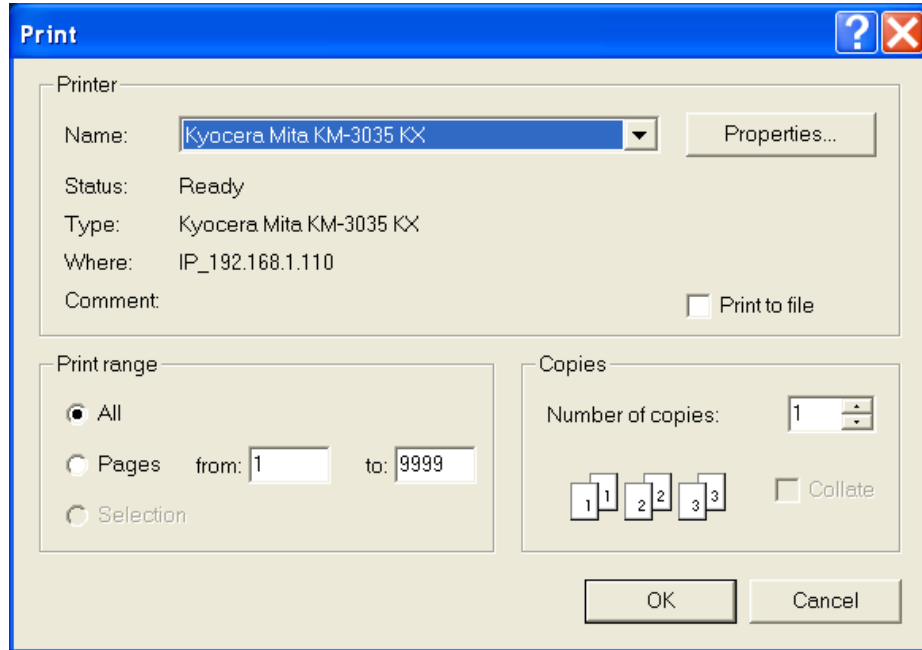 Print
Printer
Name: Kyocera Mita KM-3035 KX Properties...
Status: Ready
Type: Kyocera Mita KM-3035 KX
Where: IP_192.168.1.110
Comment:
Print to file
Print range
All
Pages from: 1 to: 9999
Selection
Copies
Number of copies: 1
1 1 2 2 3 3 Collate
OK Cancel